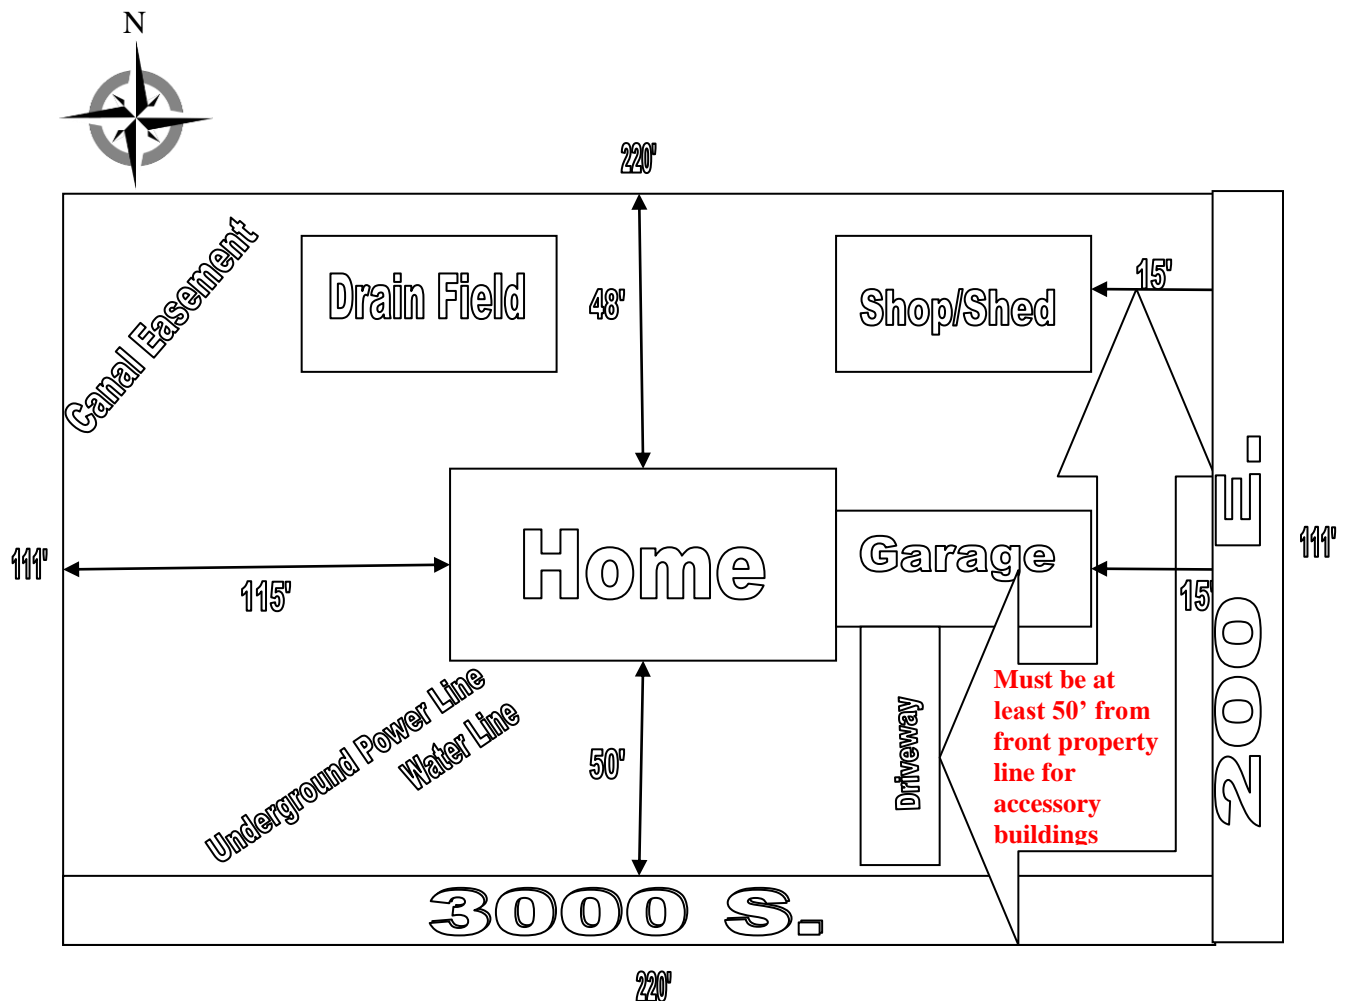 N
220'
Canal Easement
Drain Field
48'
Shop/Shed
15'
111'
115'
Home
Garage
15'
111'
200 E.
Underground Power Line
Water Line
50'
Driveway
Must be at
least 50’ from
front property
line for
accessory
buildings
3000 S.
220'